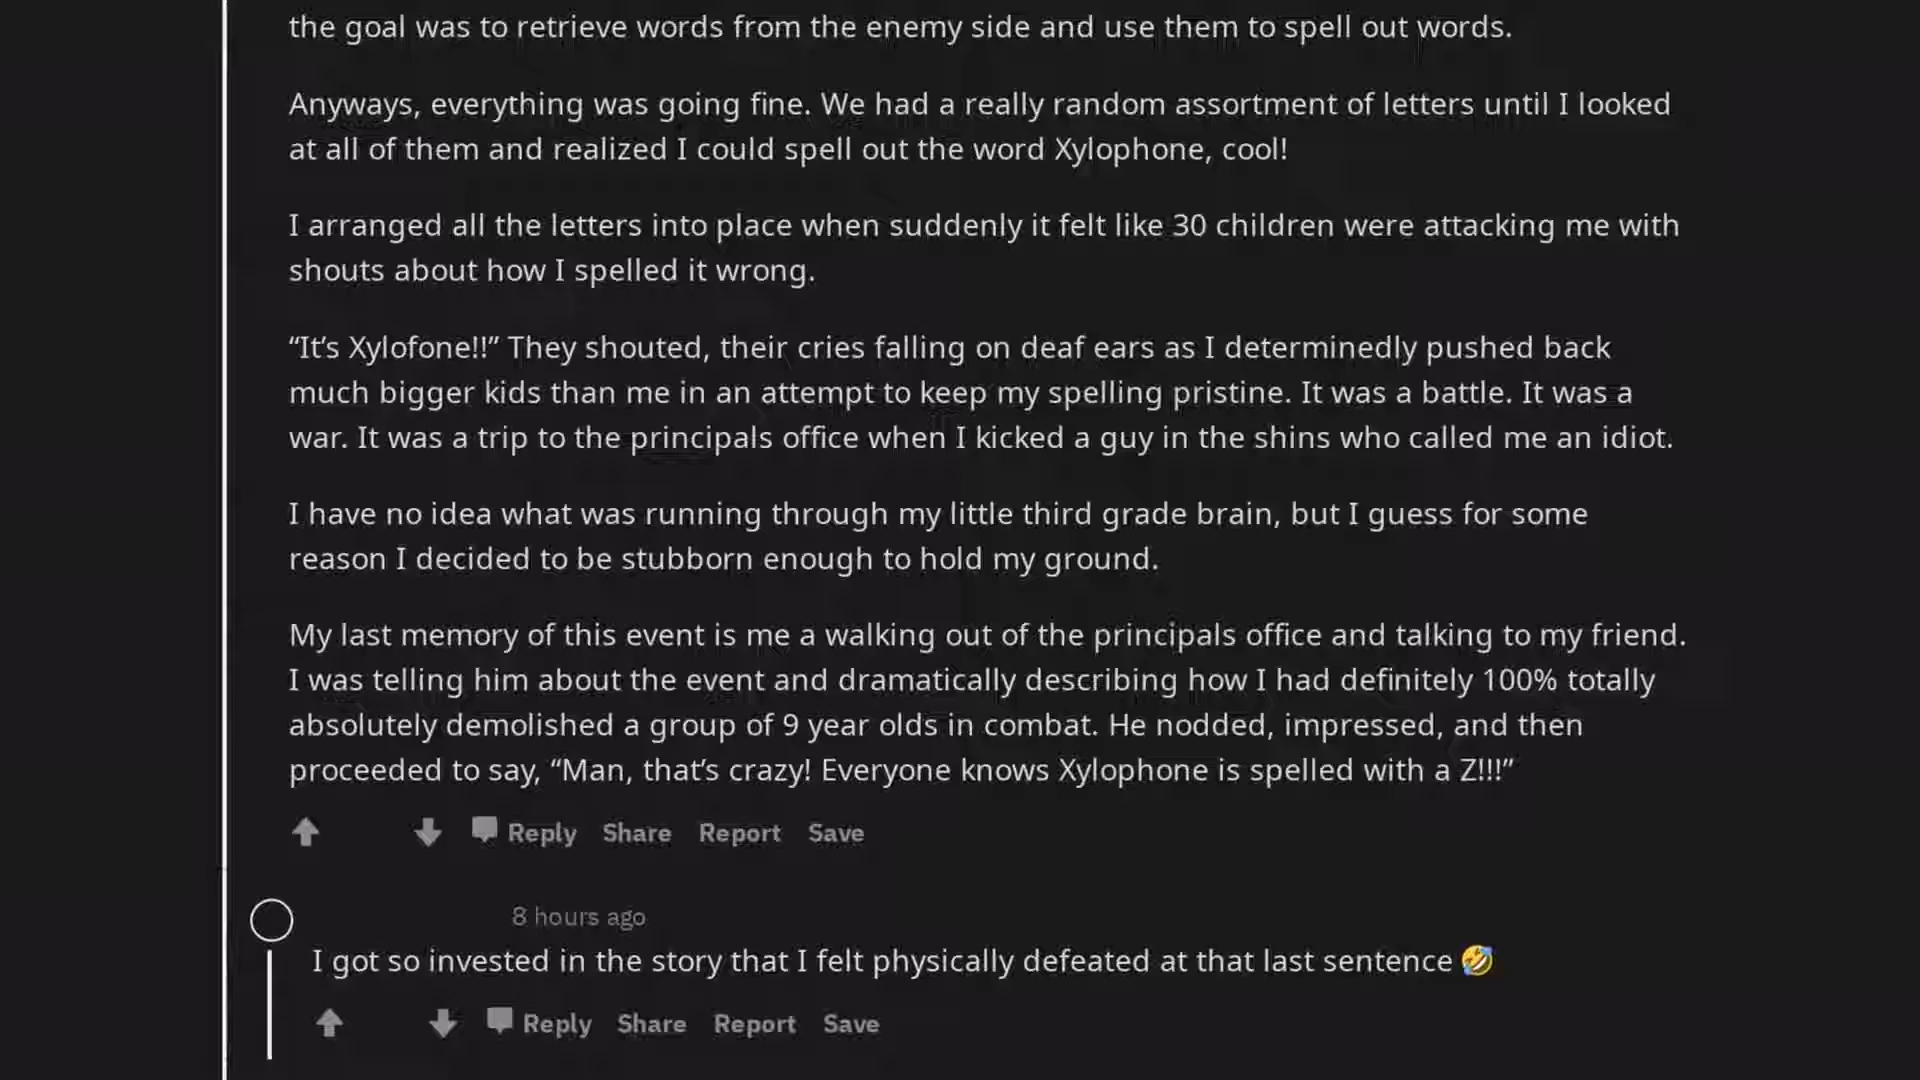 the goal was to retrieve words from the enemy side and use them to spell out words.
Anyways, everything was going fine. We had a really random assortment of letters until I looked
at all of them and realized I could spell out the word Xylophone, cool!
I arranged all the letters into place when suddenly it felt like 30 children were attacking me with
shouts about how I spelled it wrong.
“It’s Xylofone!!” They shouted, their cries falling on deaf ears as I determinedly pushed back
much bigger kids than me in an attempt to keep my spelling pristine. It was a battle. It was a
war. It was a trip to the principals office when I kicked a guy in the shins who called me an idiot.
I have no idea what was running through my little third grade brain, but I guess for some
reason I decided to be stubborn enough to hold my ground.
My last memory of this event is me a walking out of the principals office and talking to my friend.
I was telling him about the event and dramatically describing how I had definitely 100% totally
absolutely demolished a group of 9 year olds in combat. He nodded, impressed, and then
proceeded to say, “Man, that’s crazy! Everyone knows Xylophone is spelled with a Z!!!”
Reply Share Report Save
8 hours ago
I got so invested in the story that I felt physically defeated at that last sentence 🤣
Reply Share Report Save